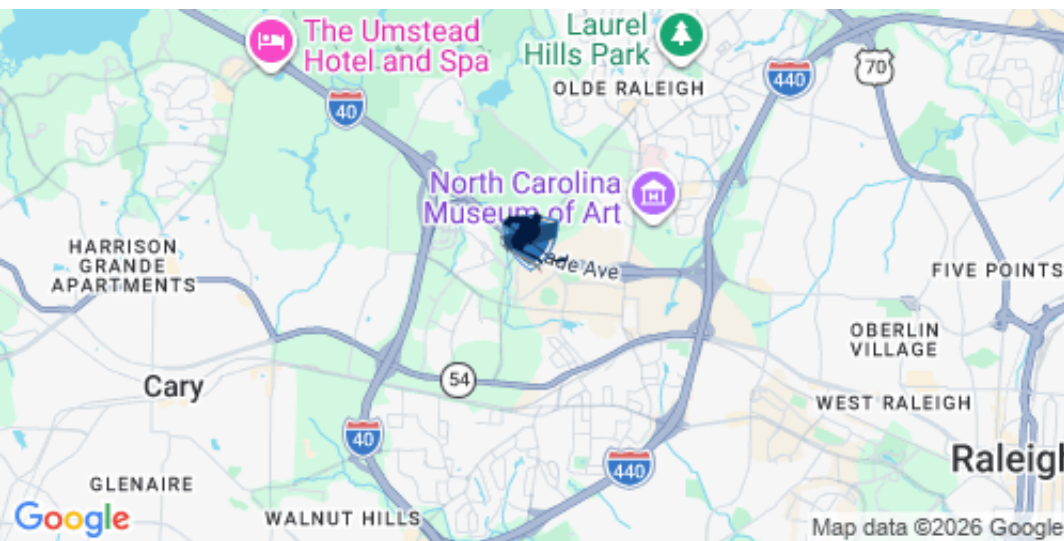 The Umstead
Hotel and Spa
Laurel
Hills Park
OLDE RALEIGH
40
440
70
North Carolina
Museum of Art
HARRISON
GRANDE
APARTMENTS
ade Ave
FIVE POINTS
OBERLIN
VILLAGE
Cary
54
WEST RALEIGH
40
440
Raleigh
GLENAIRE
WALNUT HILLS
Google
Map data ©2026 Google